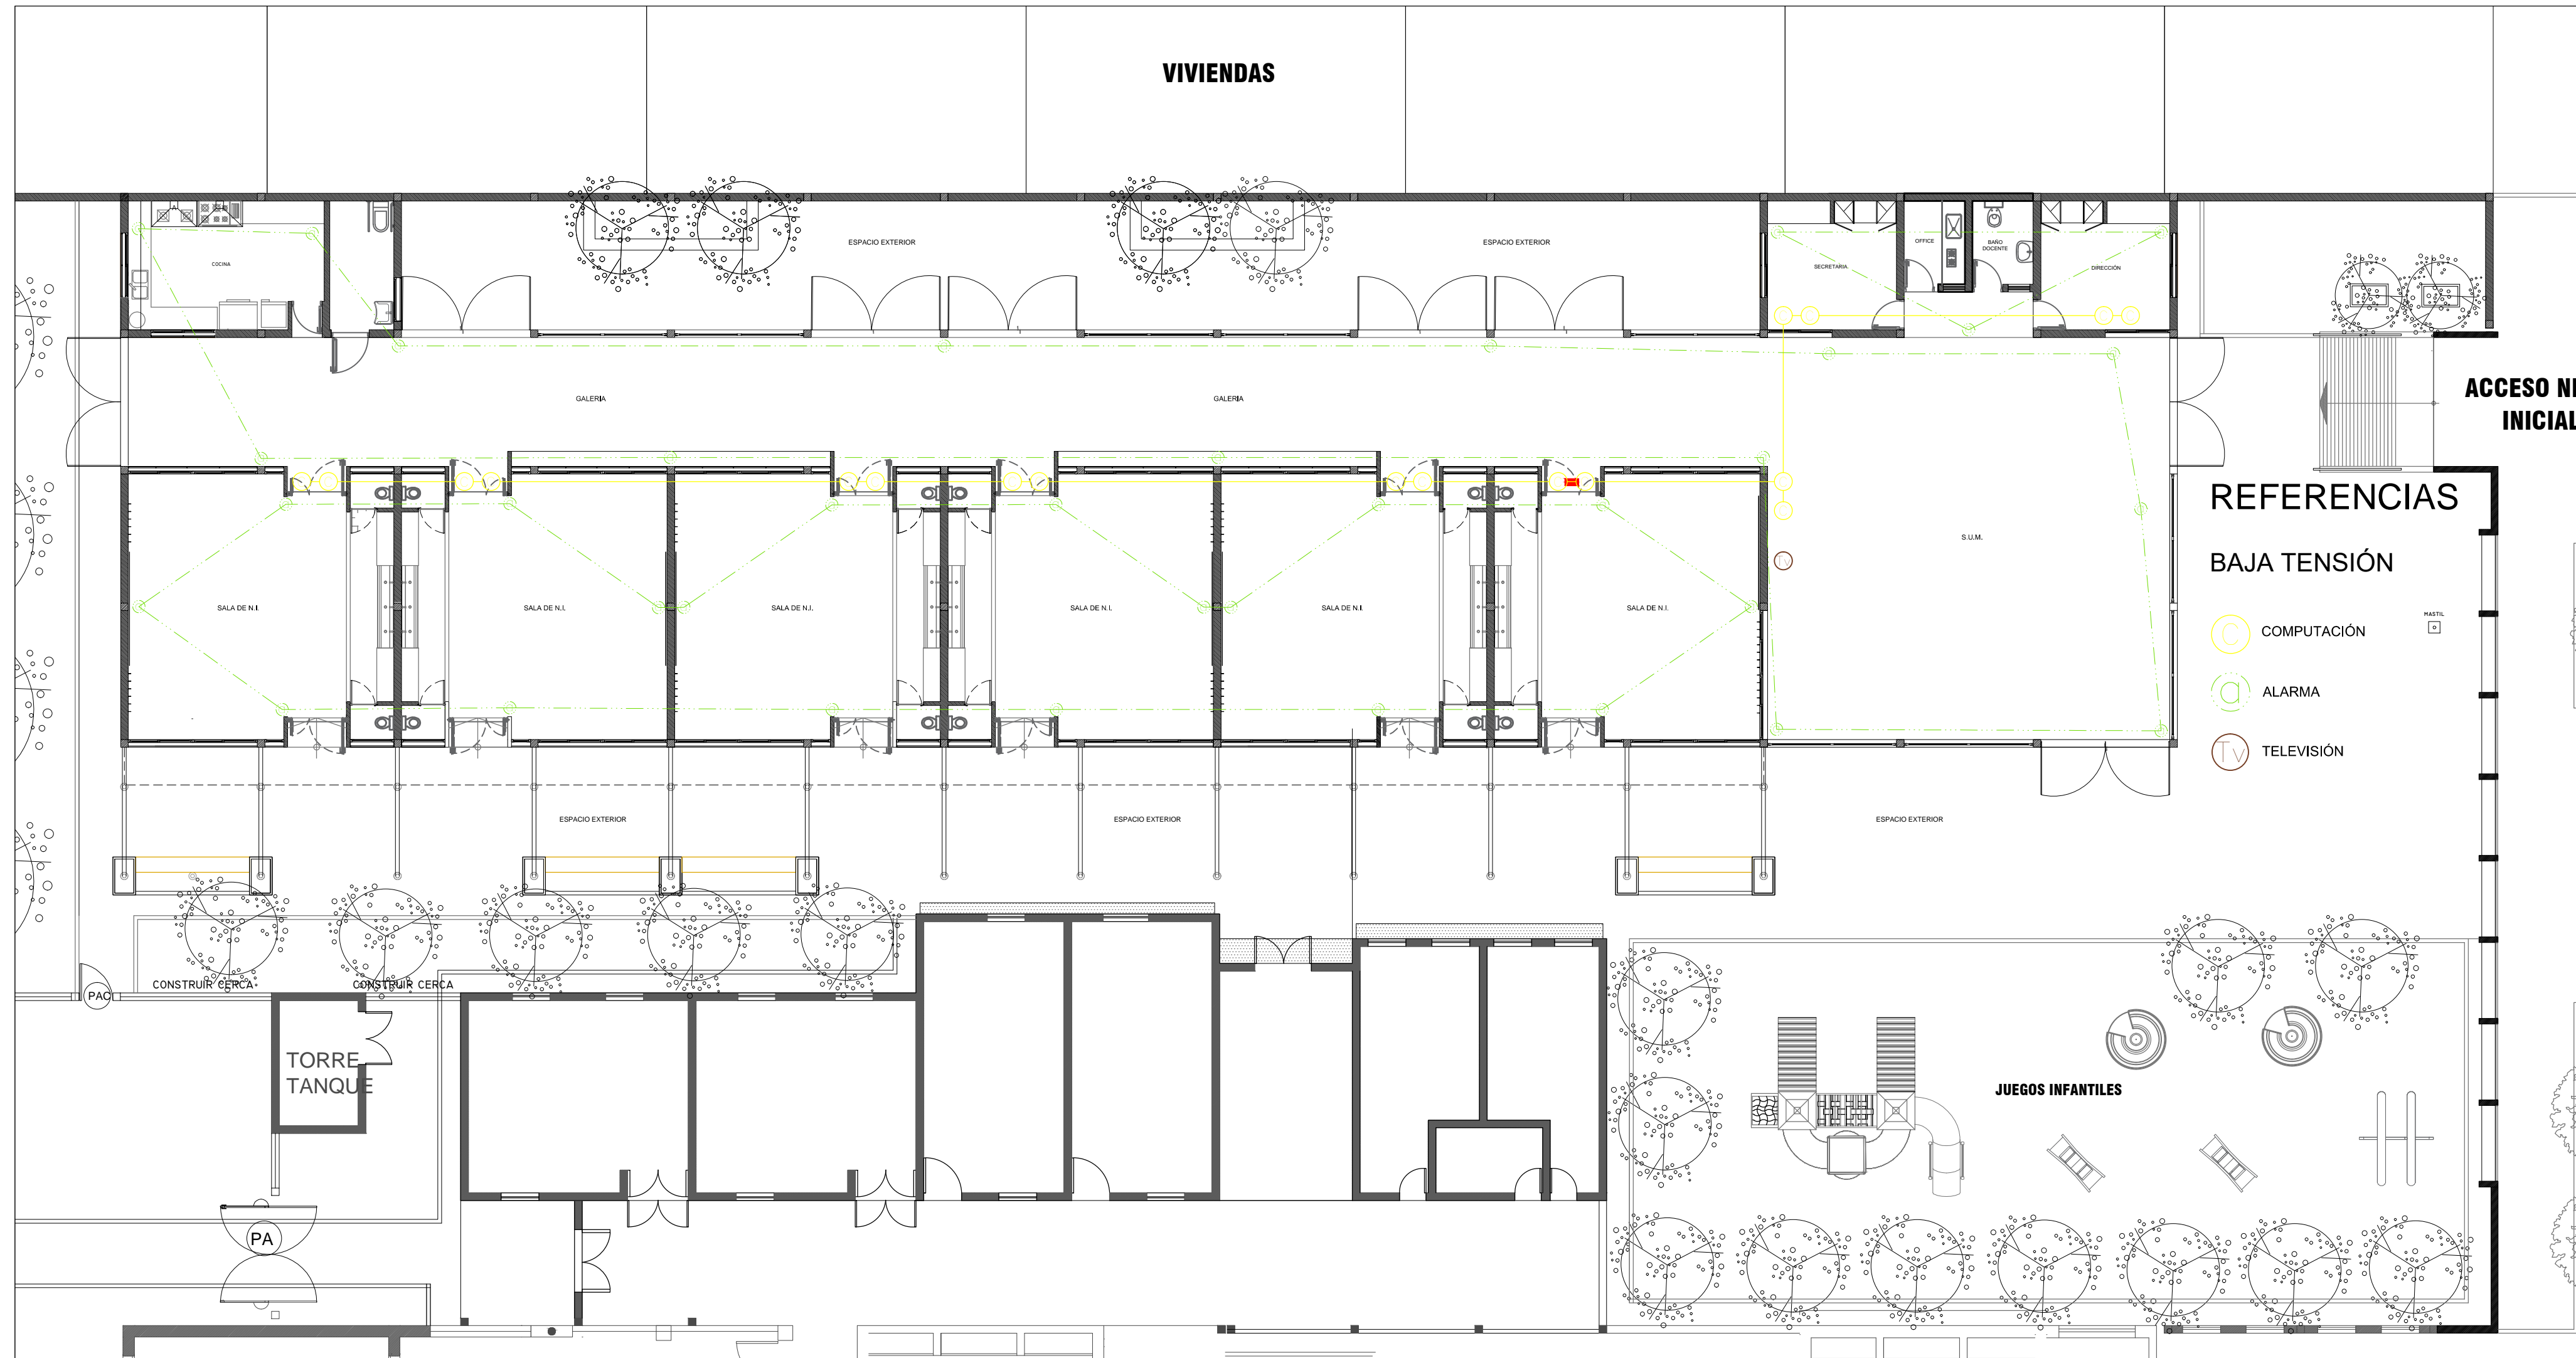 VIVIENDAS
ESPACIO EXTERIOR
ESPACIO EXTERIOR
OFFICE
BAÑO
DOCENTE
COCINA
SECRETARIA
DIRECCIÓN
GALERIA
GALERIA
ACCESO NI
INICIAL
REFERENCIAS
BAJA TENSIÓN
S.U.M.
Tv
SALA DE N.I.
SALA DE N.I.
SALA DE N.I.
SALA DE N.I.
SALA DE N.I.
SALA DE N.I.
MASTIL
C COMPUTACIÓN
a ALARMA
Tv TELEVISIÓN
ESPACIO EXTERIOR
ESPACIO EXTERIOR
ESPACIO EXTERIOR
CONSTRUIR CERCA
CONSTRUIR CERCA
PAC
TORRE
TANQUE
JUEGOS INFANTILES
PA